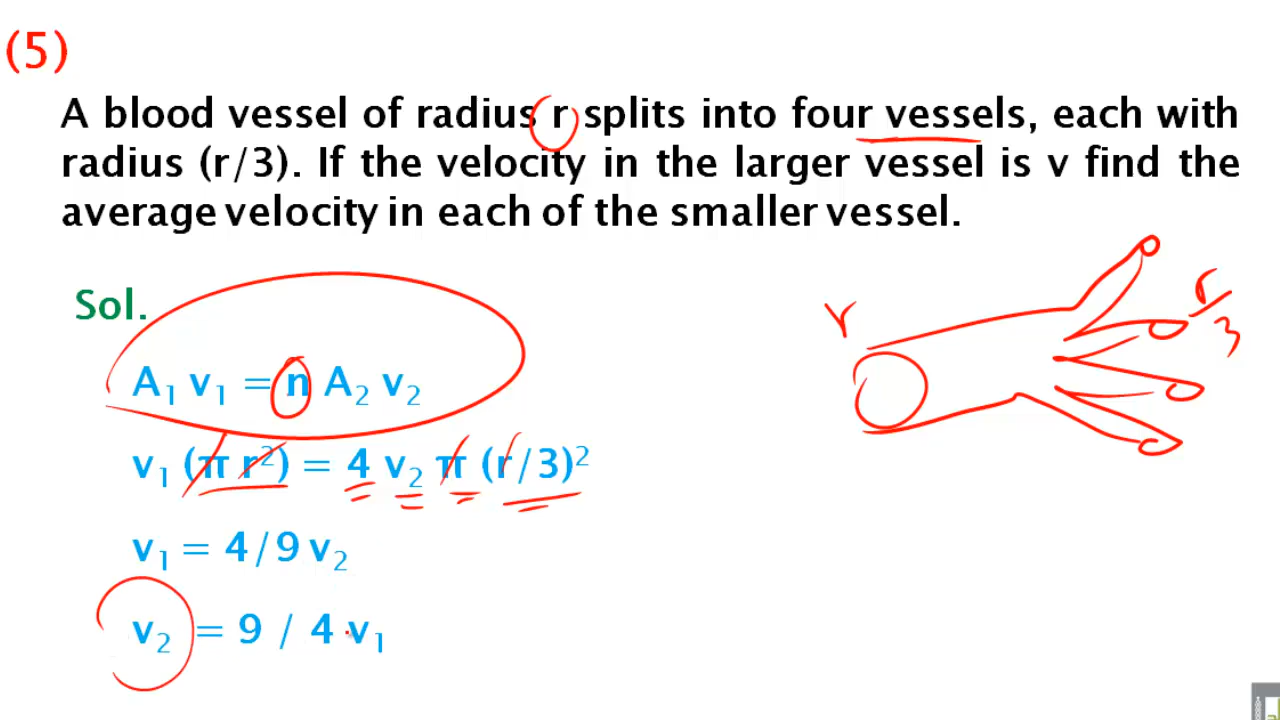 (5)
A blood vessel of radius r splits into four vessels, each with
radius (r/3). If the velocity in the larger vessel is v find the
average velocity in each of the smaller vessel.
Sol.
A₁ v₁ = n A₂ v₂
v₁ (π r²) = 4 v₂ π (r/3)²
v₁ = 4/9 v₂
v₂ = 9 / 4 v₁
r
r/3